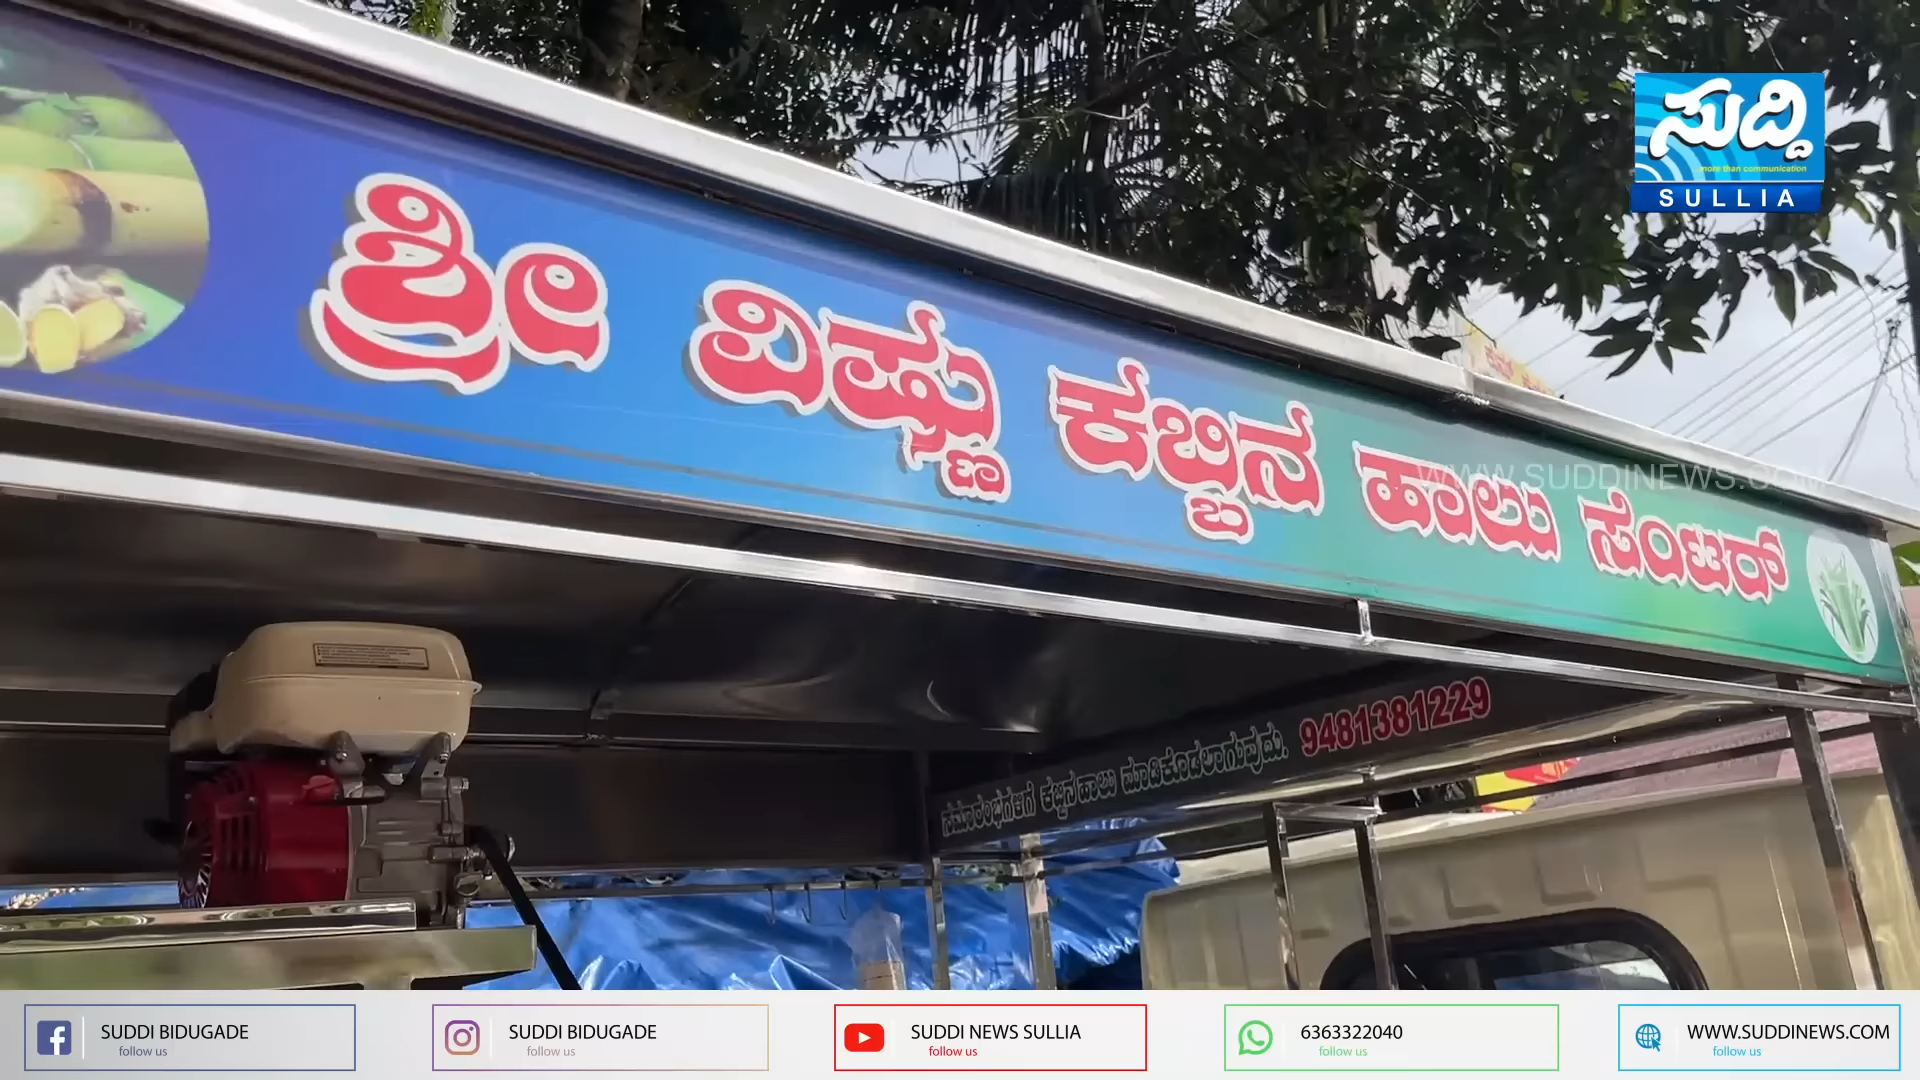 ಸುದ್ದಿ
more than communication
SULLIA
ಶ್ರೀ ವಿಷ್ಣು ಕಬ್ಬಿನ ಹಾಲು ಸೆಂಟರ್
WWW.SUDDINEWS.COM
ಸಮಾರಂಭಗಳಿಗೆ ಕಬ್ಬಿನಹಾಲು ಮಾಡಿಕೊಡಲಾಗುವುದು. 9481381229
SUDDI BIDUGADE
follow us
SUDDI BIDUGADE
follow us
SUDDI NEWS SULLIA
follow us
6363322040
follow us
WWW.SUDDINEWS.COM
follow us